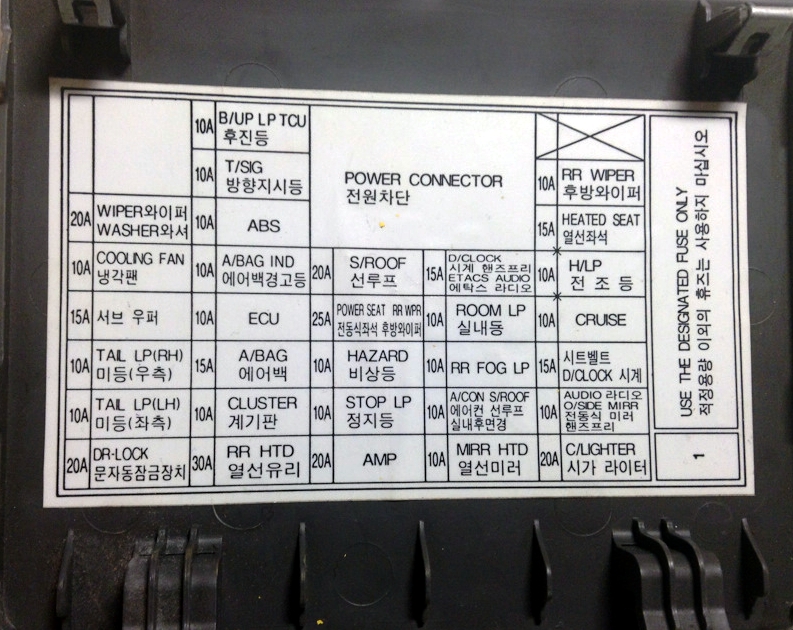 10A B/UP LP TCU
후진등
10A T/SIG
방향지시등
POWER CONNECTOR
전원차단
10A RR WIPER
후방와이퍼
20A WIPER와이퍼
WASHER와셔
10A ABS
15A HEATED SEAT
열선좌석
10A COOLING FAN
냉각팬
10A A/BAG IND
에어백경고등
20A S/ROOF
선루프
15A D/CLOCK
시계 핸즈프리
ETACS AUDIO
에탁스 라디오
10A H/LP
전 조 등
15A 서브 우퍼
10A ECU
25A POWER SEAT RR WPR
전동식좌석 후방와이퍼
10A ROOM LP
실내등
10A CRUISE
10A TAIL LP(RH)
미등(우측)
15A A/BAG
에어백
10A HAZARD
비상등
10A RR FOG LP
15A 시트벨트
D/CLOCK 시계
10A TAIL LP(LH)
미등(좌측)
10A CLUSTER
계기판
10A STOP LP
정지등
10A A/CON S/ROOF
에어컨 선루프
실내후면경
10A AUDIO 라디오
O/SIDE MIRR
전동식 미러
핸즈프리
20A DR-LOCK
문자동잠금장치
30A RR HTD
열선유리
20A AMP
10A MIRR HTD
열선미러
20A C/LIGHTER
시가 라이터
USE THE DESIGNATED FUSE ONLY
적정용량 이외의 휴즈는 사용하지 마십시오
1